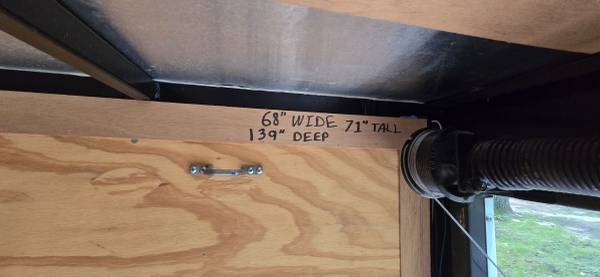 68" WIDE 71" TALL
139" DEEP